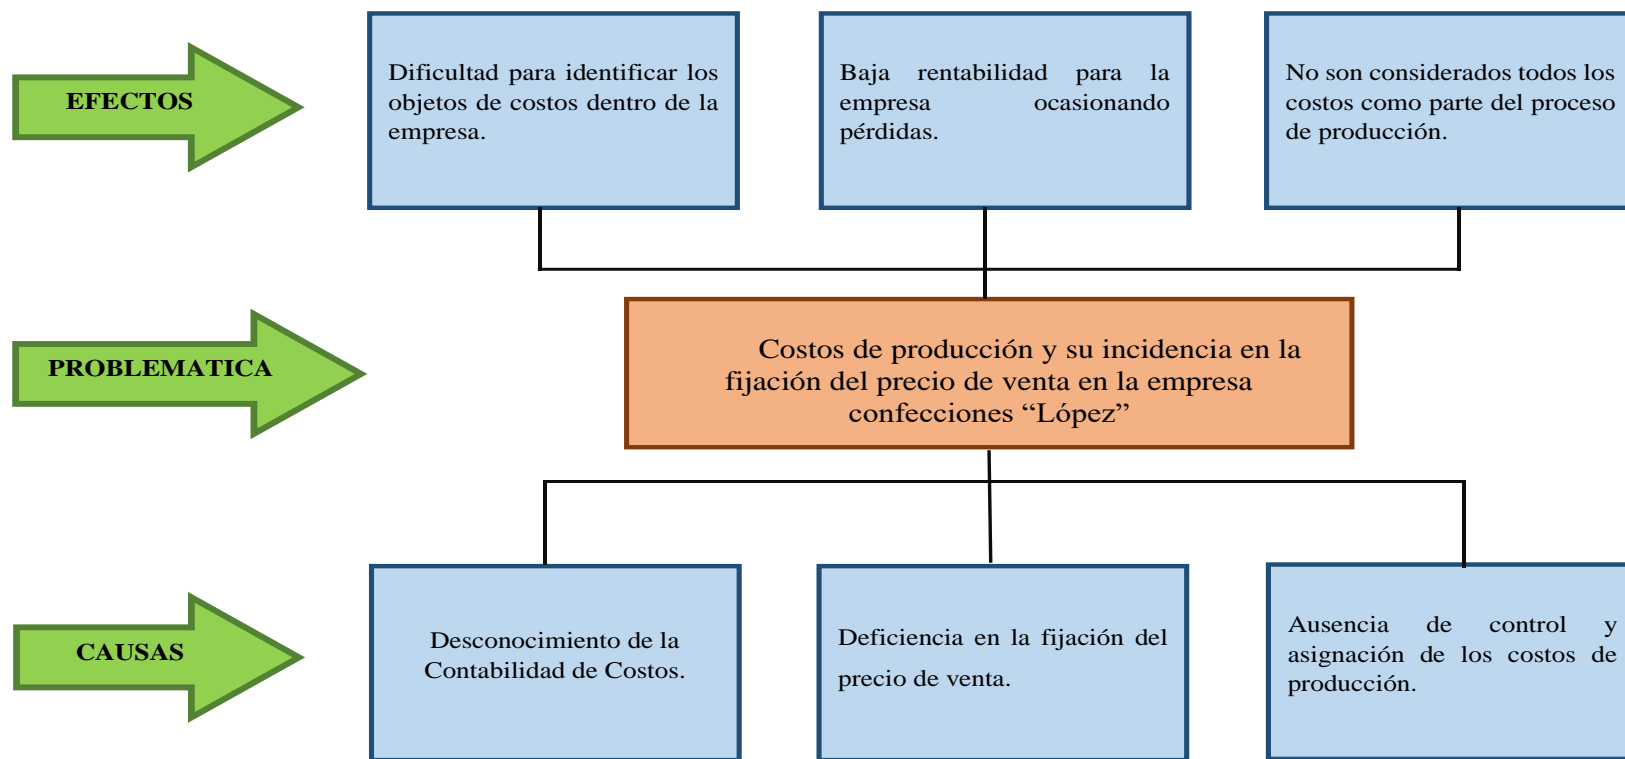 EFECTOS
Dificultad para identificar los
objetos de costos dentro de la
empresa.
Baja rentabilidad para la
empresa ocasionando
pérdidas.
No son considerados todos los
costos como parte del proceso
de producción.
PROBLEMATICA
Costos de producción y su incidencia en la
fijación del precio de venta en la empresa
confecciones “López”
CAUSAS
Desconocimiento de la
Contabilidad de Costos.
Deficiencia en la fijación del
precio de venta.
Ausencia de control y
asignación de los costos de
producción.